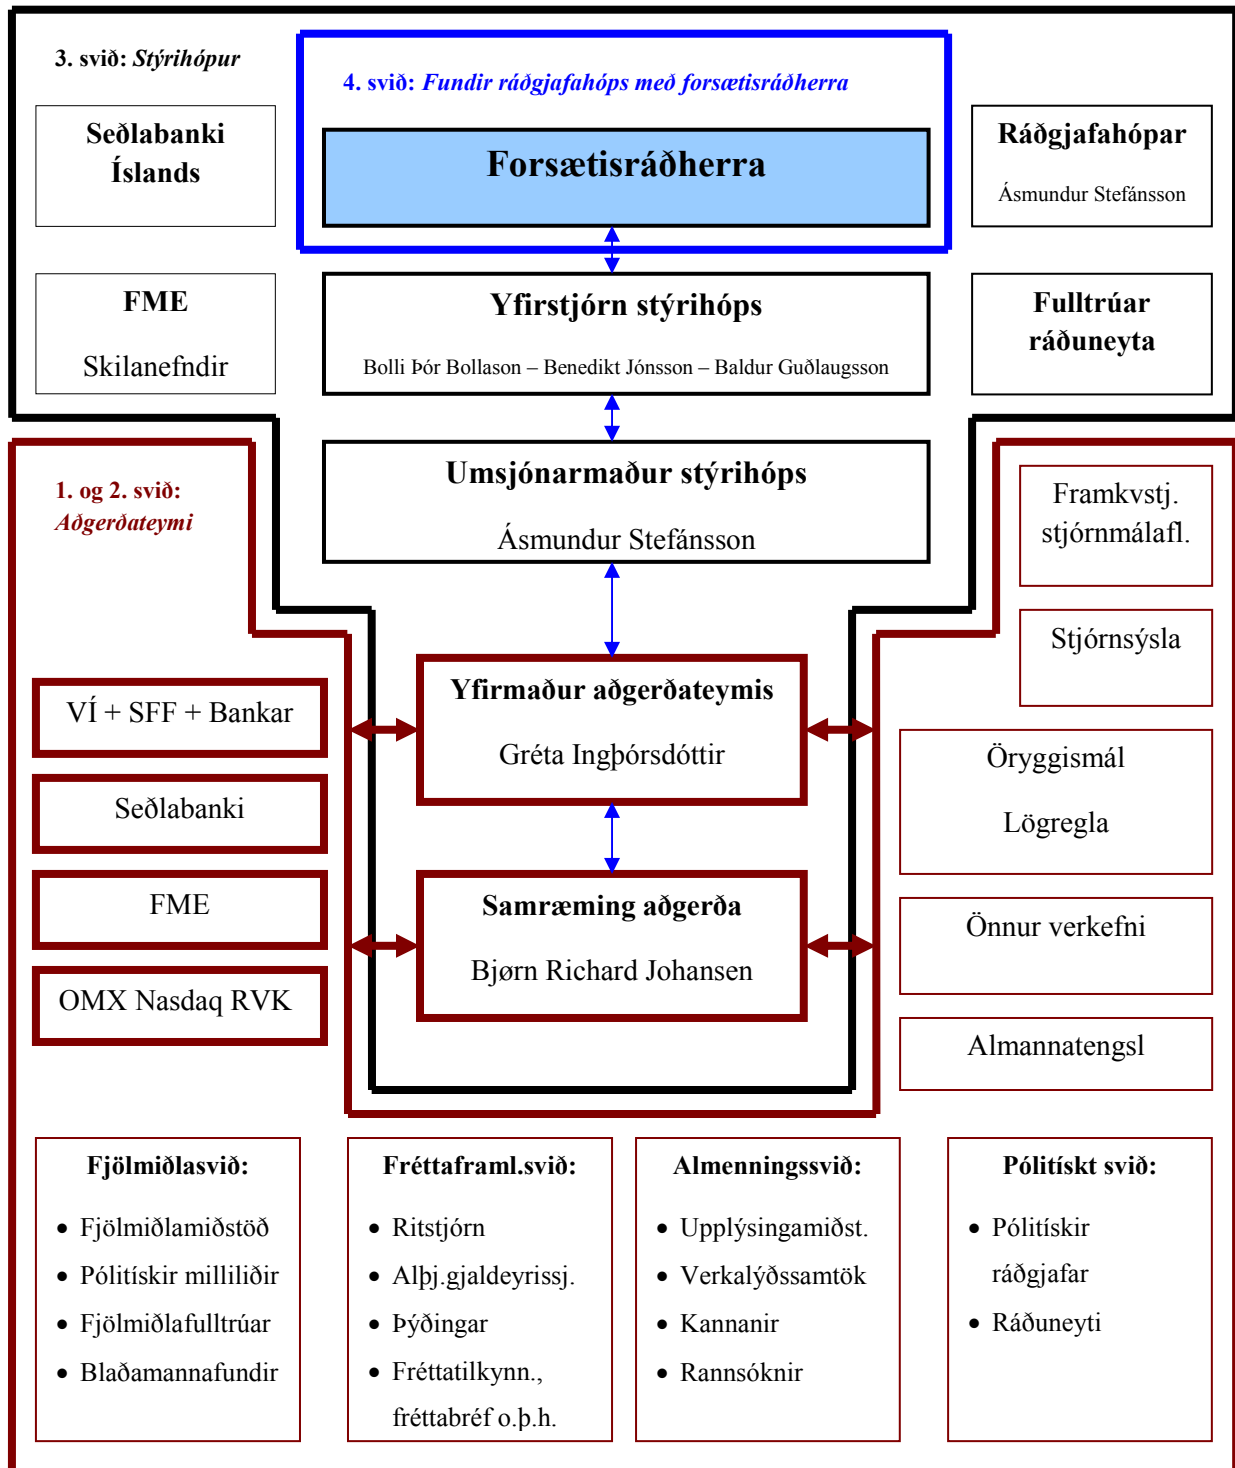 3. svið: Stýrihópur
4. svið: Fundir ráðgjafahóps með forsætisráðherra
Seðlabanki
Íslands
Forsætisráðherra
Ráðgjafahópar
Ásmundur Stefánsson
FME
Skilanefndir
Yfirstjórn stýrihóps
Bolli Þór Bollason – Benedikt Jónsson – Baldur Guðlaugsson
Fulltrúar
ráðuneyta
Umsjónarmaður stýrihóps
Ásmundur Stefánsson
1. og 2. svið:
Aðgerðateymi
Framkvstj.
stjórnmálafl.
Stjórnsýsla
VÍ + SFF + Bankar
Seðlabanki
FME
OMX Nasdaq RVK
Yfirmaður aðgerðateymis
Gréta Ingþórsdóttir
Samræming aðgerða
Bjørn Richard Johansen
Öryggismál
Lögregla
Önnur verkefni
Almannatengsl
Fjölmiðlasvið:
• Fjölmiðlamiðstöð
• Pólitískir milliliðir
• Fjölmiðlafulltrúar
• Blaðamannafundir
Fréttaframl.svið:
• Ritstjórn
• Alþj.gjaldeyrissj.
• Þýðingar
• Fréttatilkynn.,
fréttabréf o.þ.h.
Almenningssvið:
• Upplýsingamiðst.
• Verkalýðssamtök
• Kannanir
• Rannsóknir
Pólitískt svið:
• Pólitískir
ráðgjafar
• Ráðuneyti